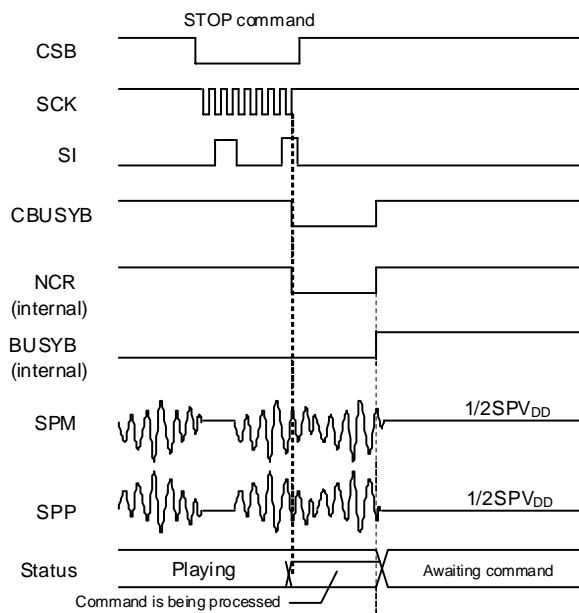 STOP command
CSB
SCK
SI
CBUSYB
NCR
(internal)
BUSYB
(internal)
SPM
1/2SPVDD
SPP
1/2SPVDD
Status
Playing
Awaiting command
Command is being processed